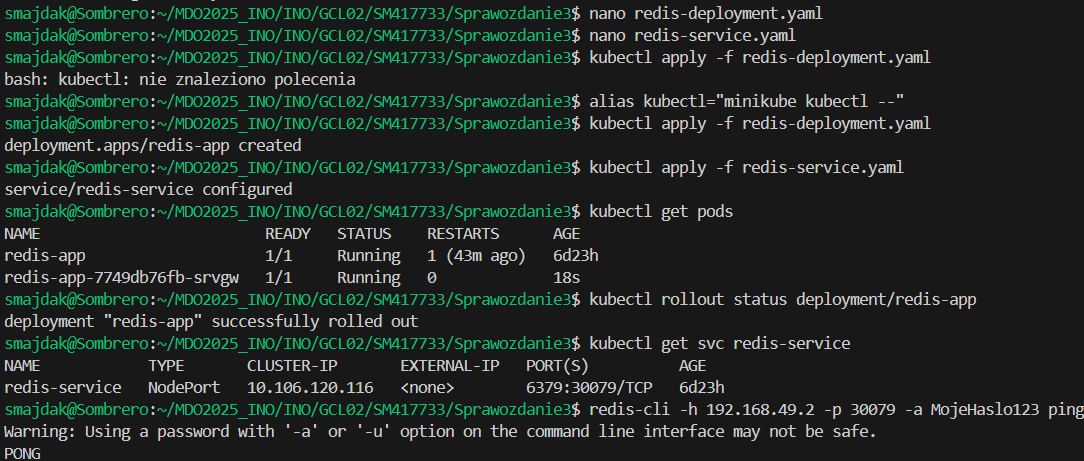 smajdak@Sombrero:~/MDO2025_INO/INO/GCL02/SM417733/Sprawozdanie3$ nano redis-deployment.yaml
smajdak@Sombrero:~/MDO2025_INO/INO/GCL02/SM417733/Sprawozdanie3$ nano redis-service.yaml
smajdak@Sombrero:~/MDO2025_INO/INO/GCL02/SM417733/Sprawozdanie3$ kubectl apply -f redis-deployment.yaml
bash: kubectl: nie znaleziono polecenia
smajdak@Sombrero:~/MDO2025_INO/INO/GCL02/SM417733/Sprawozdanie3$ alias kubectl="minikube kubectl --"
smajdak@Sombrero:~/MDO2025_INO/INO/GCL02/SM417733/Sprawozdanie3$ kubectl apply -f redis-deployment.yaml
deployment.apps/redis-app created
smajdak@Sombrero:~/MDO2025_INO/INO/GCL02/SM417733/Sprawozdanie3$ kubectl apply -f redis-service.yaml
service/redis-service configured
smajdak@Sombrero:~/MDO2025_INO/INO/GCL02/SM417733/Sprawozdanie3$ kubectl get pods
NAME READY STATUS RESTARTS AGE
redis-app 1/1 Running 1 (43m ago) 6d23h
redis-app-7749db76fb-srvgw 1/1 Running 0 18s
smajdak@Sombrero:~/MDO2025_INO/INO/GCL02/SM417733/Sprawozdanie3$ kubectl rollout status deployment/redis-app
deployment "redis-app" successfully rolled out
smajdak@Sombrero:~/MDO2025_INO/INO/GCL02/SM417733/Sprawozdanie3$ kubectl get svc redis-service
NAME TYPE CLUSTER-IP EXTERNAL-IP PORT(S) AGE
redis-service NodePort 10.106.120.116 <none> 6379:30079/TCP 6d23h
smajdak@Sombrero:~/MDO2025_INO/INO/GCL02/SM417733/Sprawozdanie3$ redis-cli -h 192.168.49.2 -p 30079 -a MojeHaslo123 ping
Warning: Using a password with '-a' or '-u' option on the command line interface may not be safe.
PONG